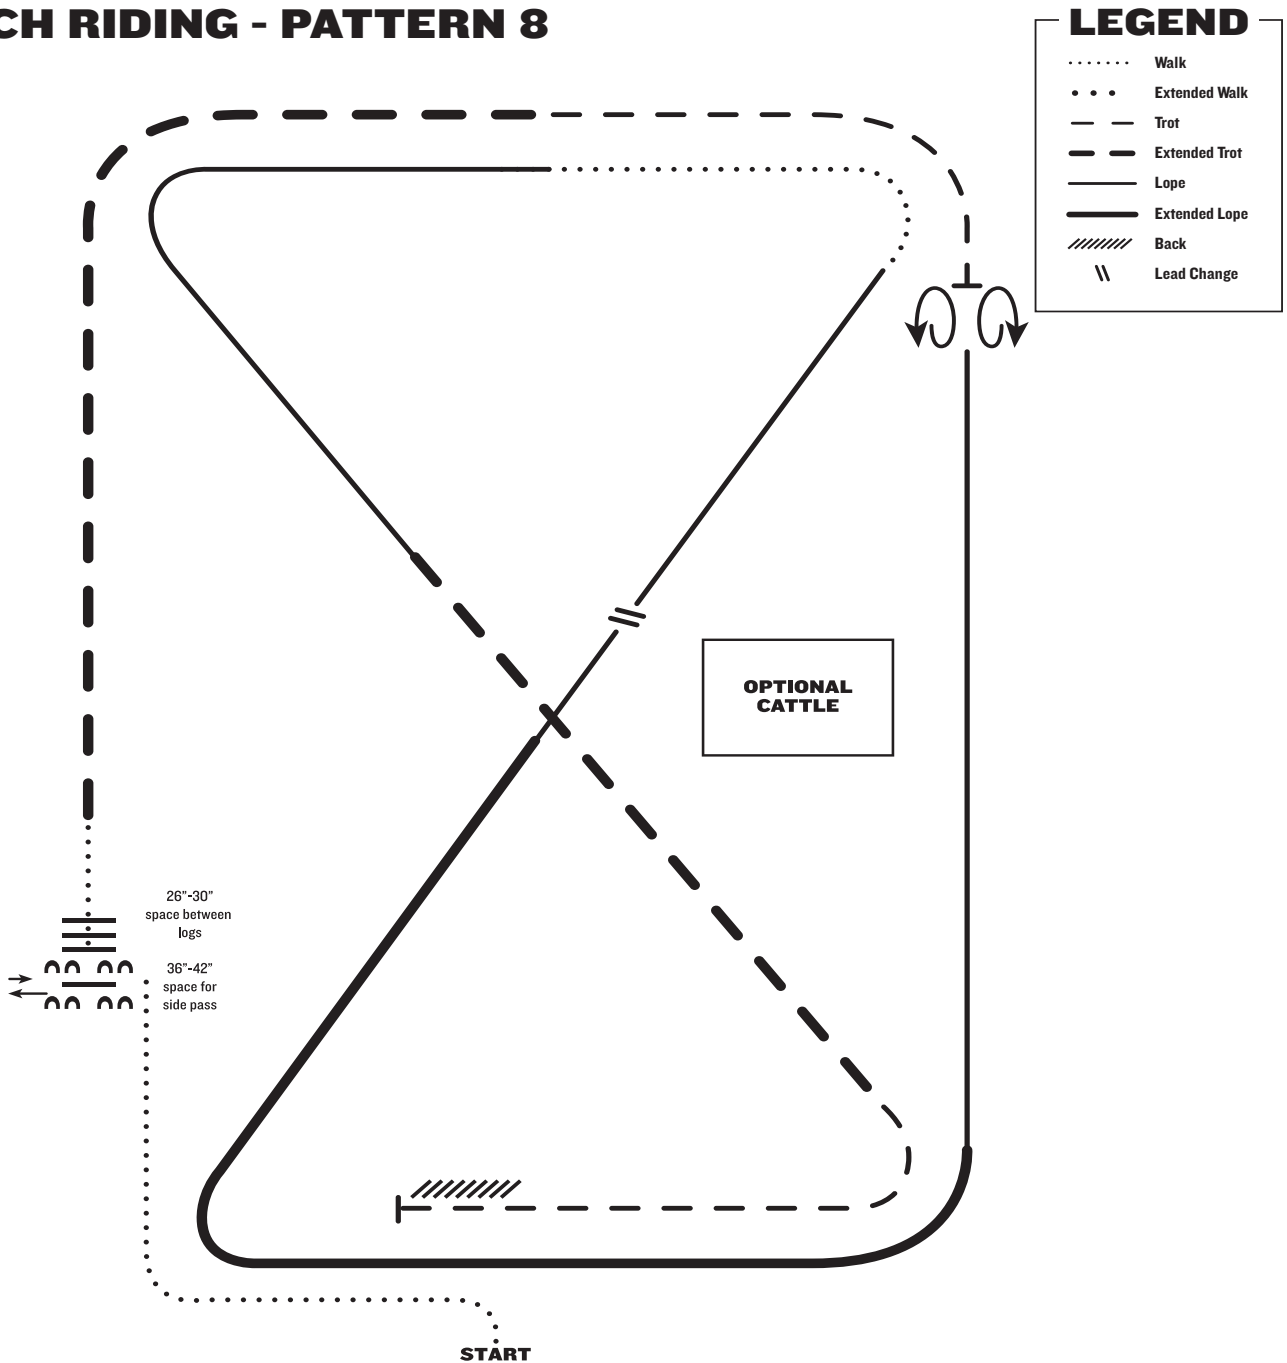 CH RIDING - PATTERN 8
LEGEND
Walk
Extended Walk
Trot
Extended Trot
Lope
Extended Lope
Back
Lead Change
OPTIONAL
CATTLE
26”-30”
space between
logs
36”-42”
space for
side pass
START